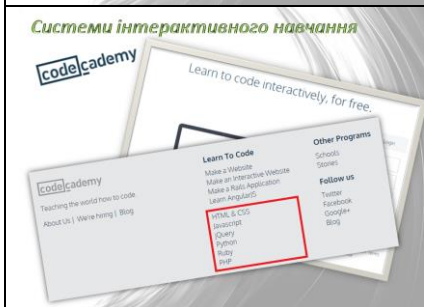 Системи інтерактивного навчання
codecademy
Learn to code interactively, for free.
codecademy
Teaching the world how to code.
About Us | We're hiring | Blog
Learn To Code
Make a Website
Make an Interactive Website
Make a Rails Application
Learn AngularJS
HTML & CSS
Javascript
jQuery
Python
Ruby
PHP
Other Programs
Schools
Stories
Follow us
Twitter
Facebook
Google+
Blog